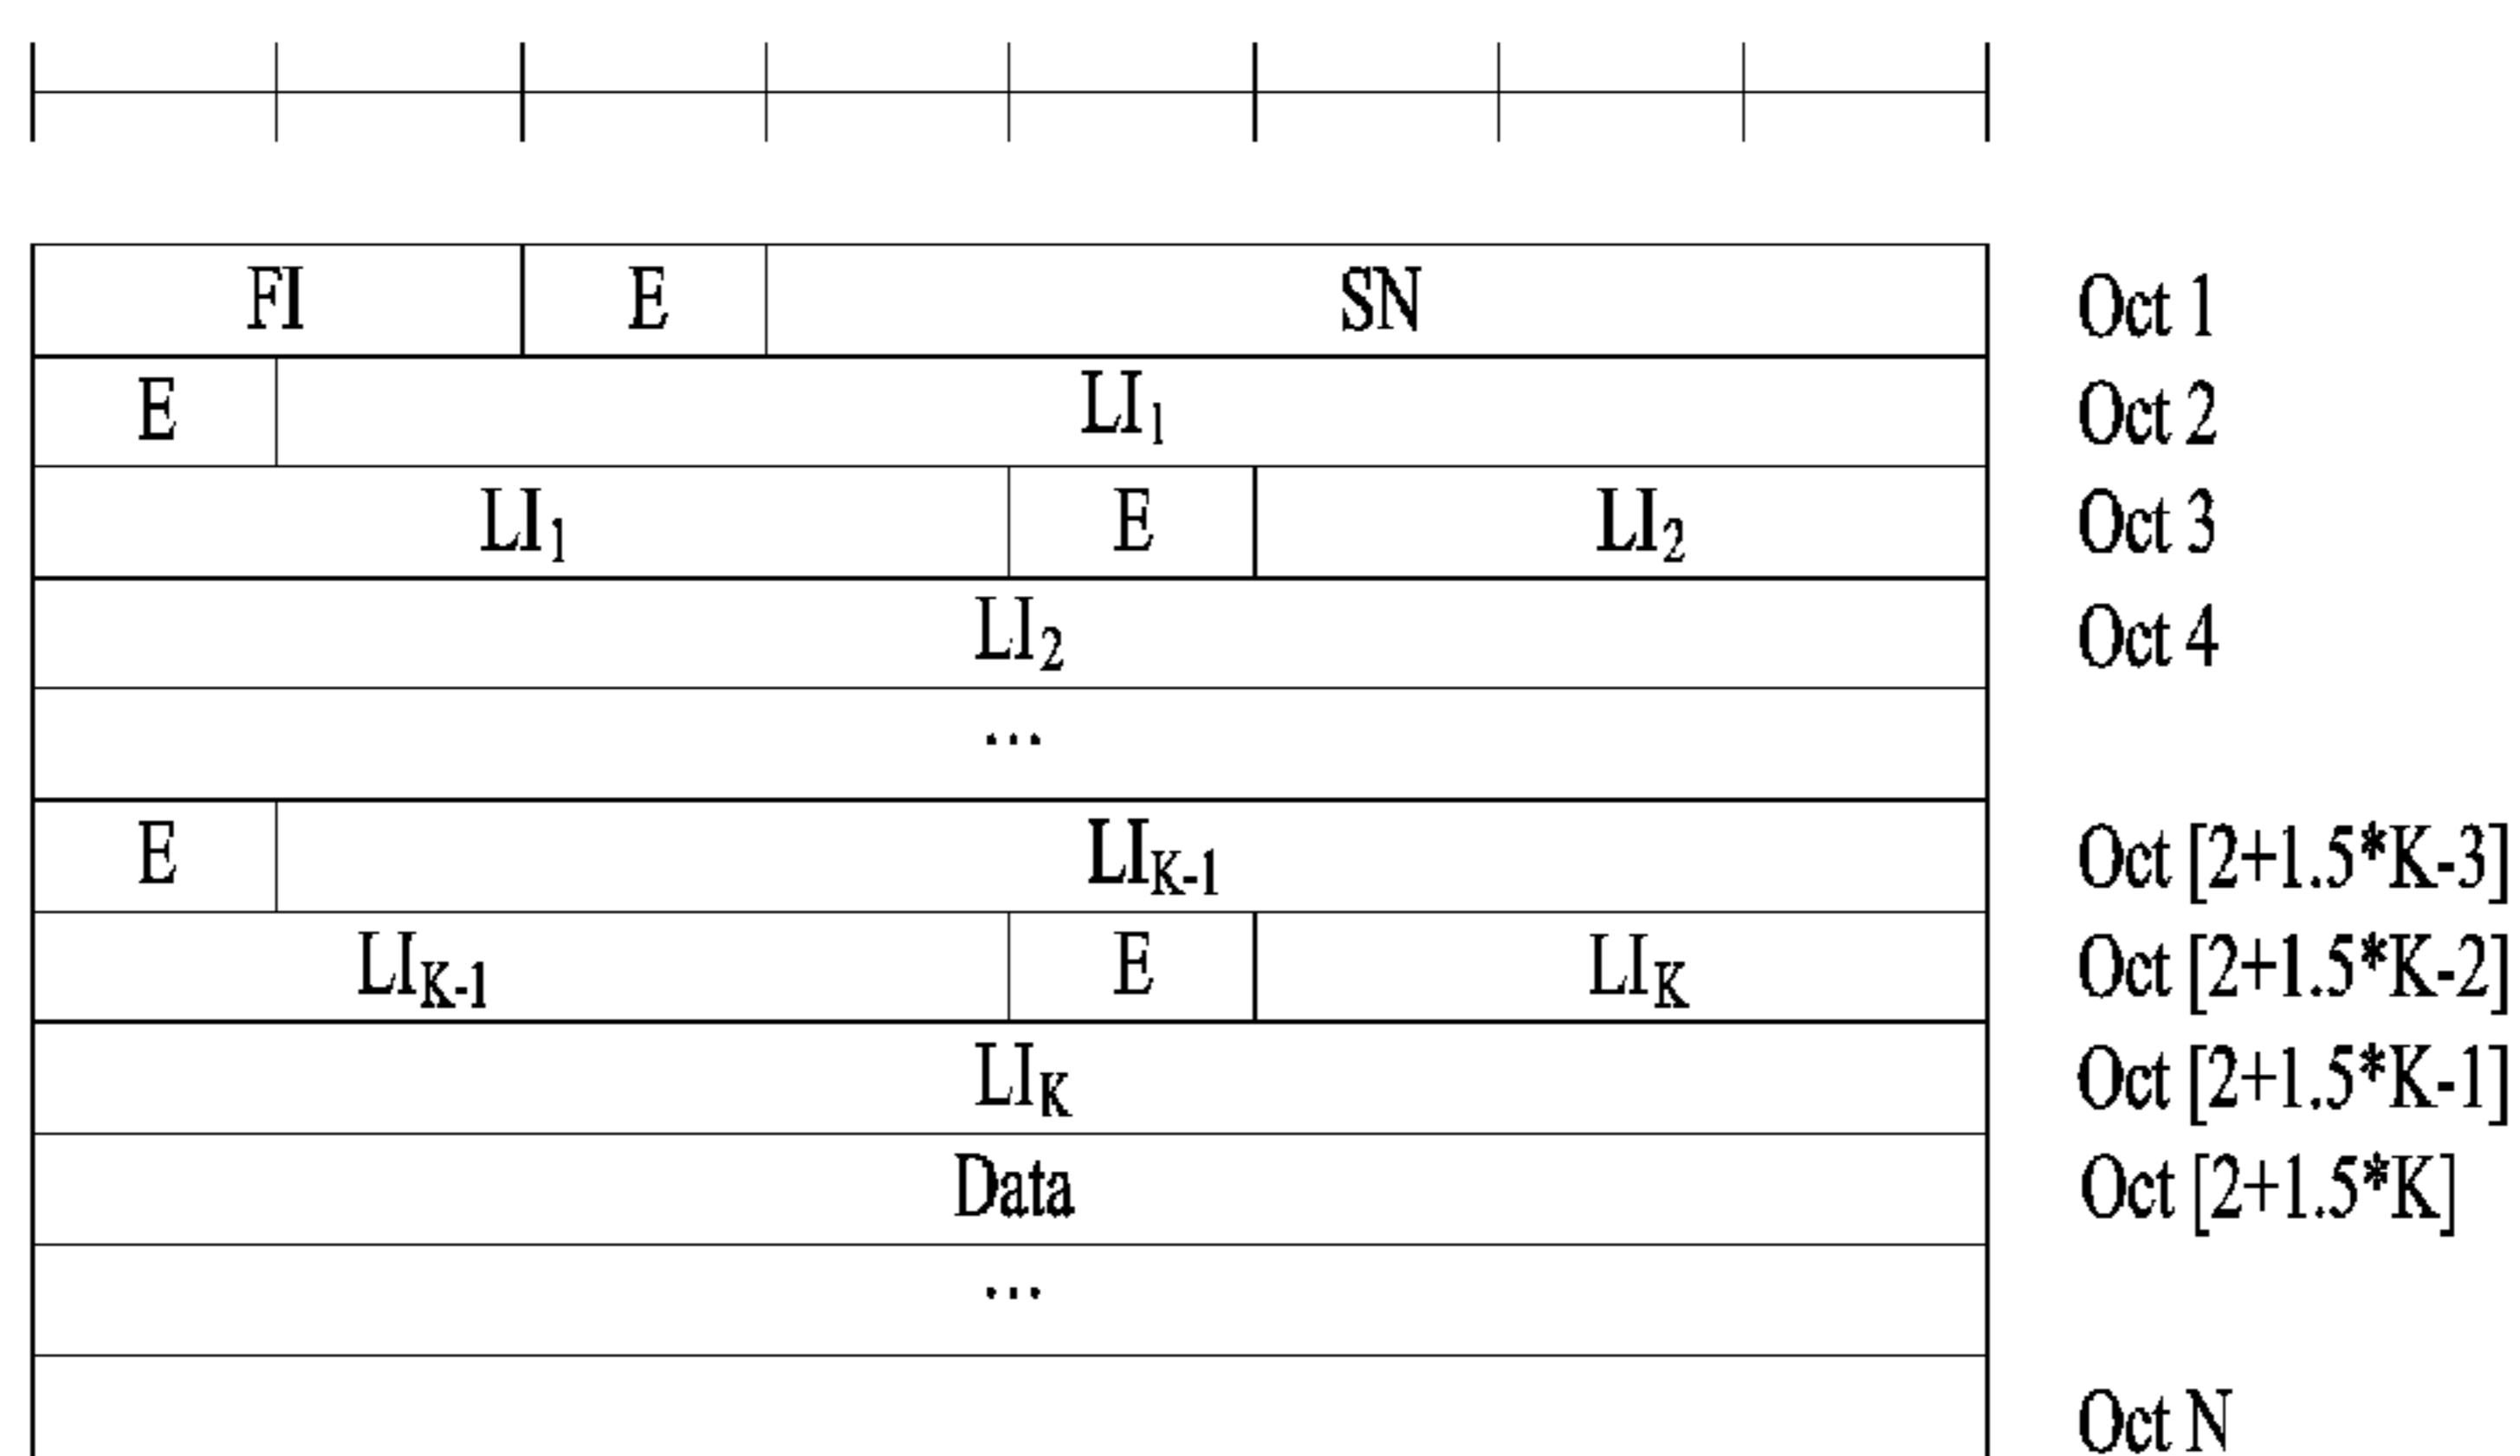 FI E SN Oct 1
E LI1 Oct 2
LI1 E LI2 Oct 3
LI2 Oct 4
...
E LIK-1 Oct [2+1.5*K-3]
LIK-1 E LIK Oct [2+1.5*K-2]
LIK Oct [2+1.5*K-1]
Data Oct [2+1.5*K]
...
Oct N